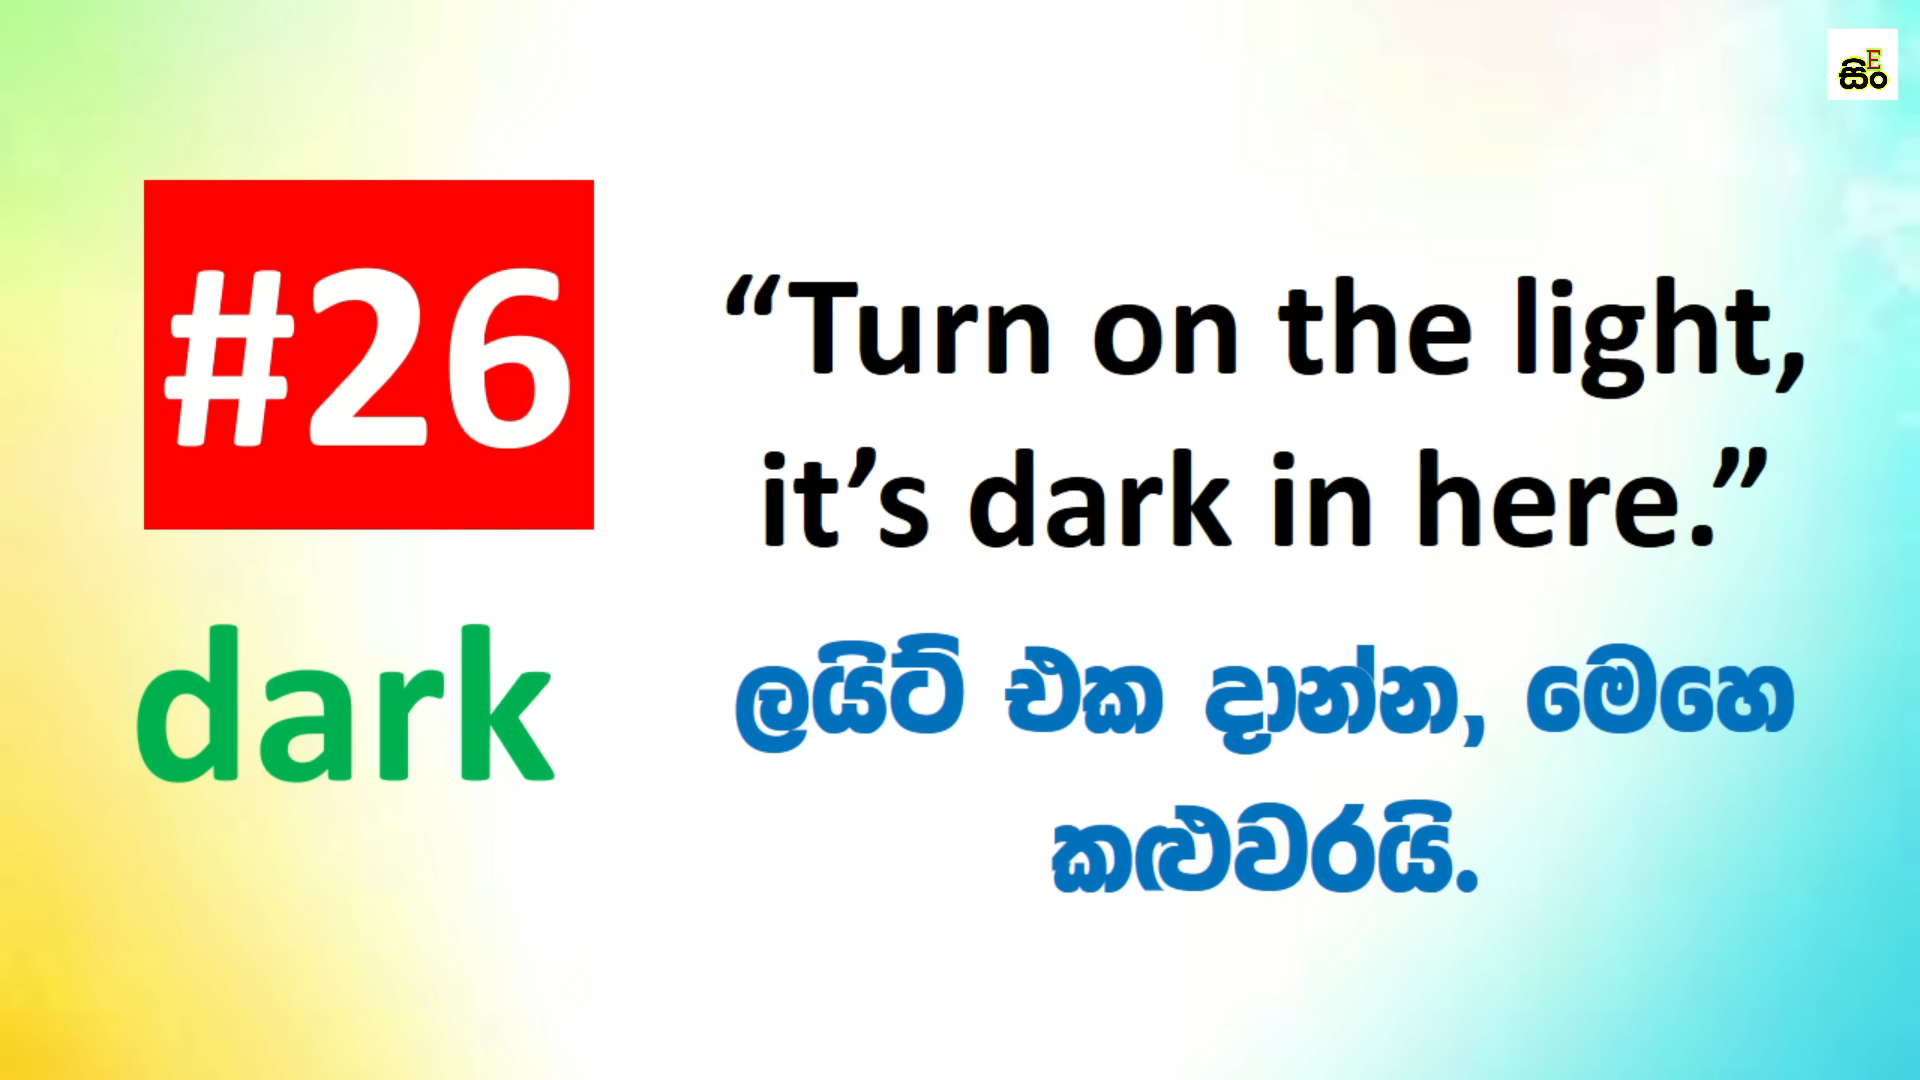 සිං
E
#26
dark
“Turn on the light,
it’s dark in here.”
ලයිට් එක දාන්න, මෙහෙ
කළුවරයි.